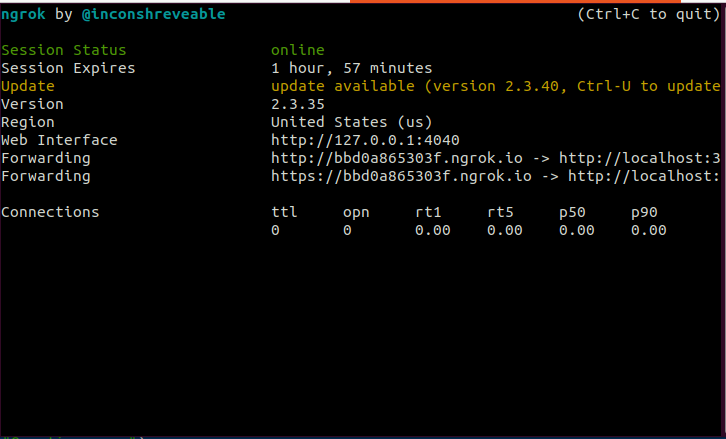 ngrok by @inconshreveable (Ctrl+C to quit)
Session Status online
Session Expires 1 hour, 57 minutes
Update update available (version 2.3.40, Ctrl-U to update
Version 2.3.35
Region United States (us)
Web Interface http://127.0.0.1:4040
Forwarding http://bbd0a865303f.ngrok.io -> http://localhost:3
Forwarding https://bbd0a865303f.ngrok.io -> http://localhost:
Connections ttl opn rt1 rt5 p50 p90
0 0 0.00 0.00 0.00 0.00